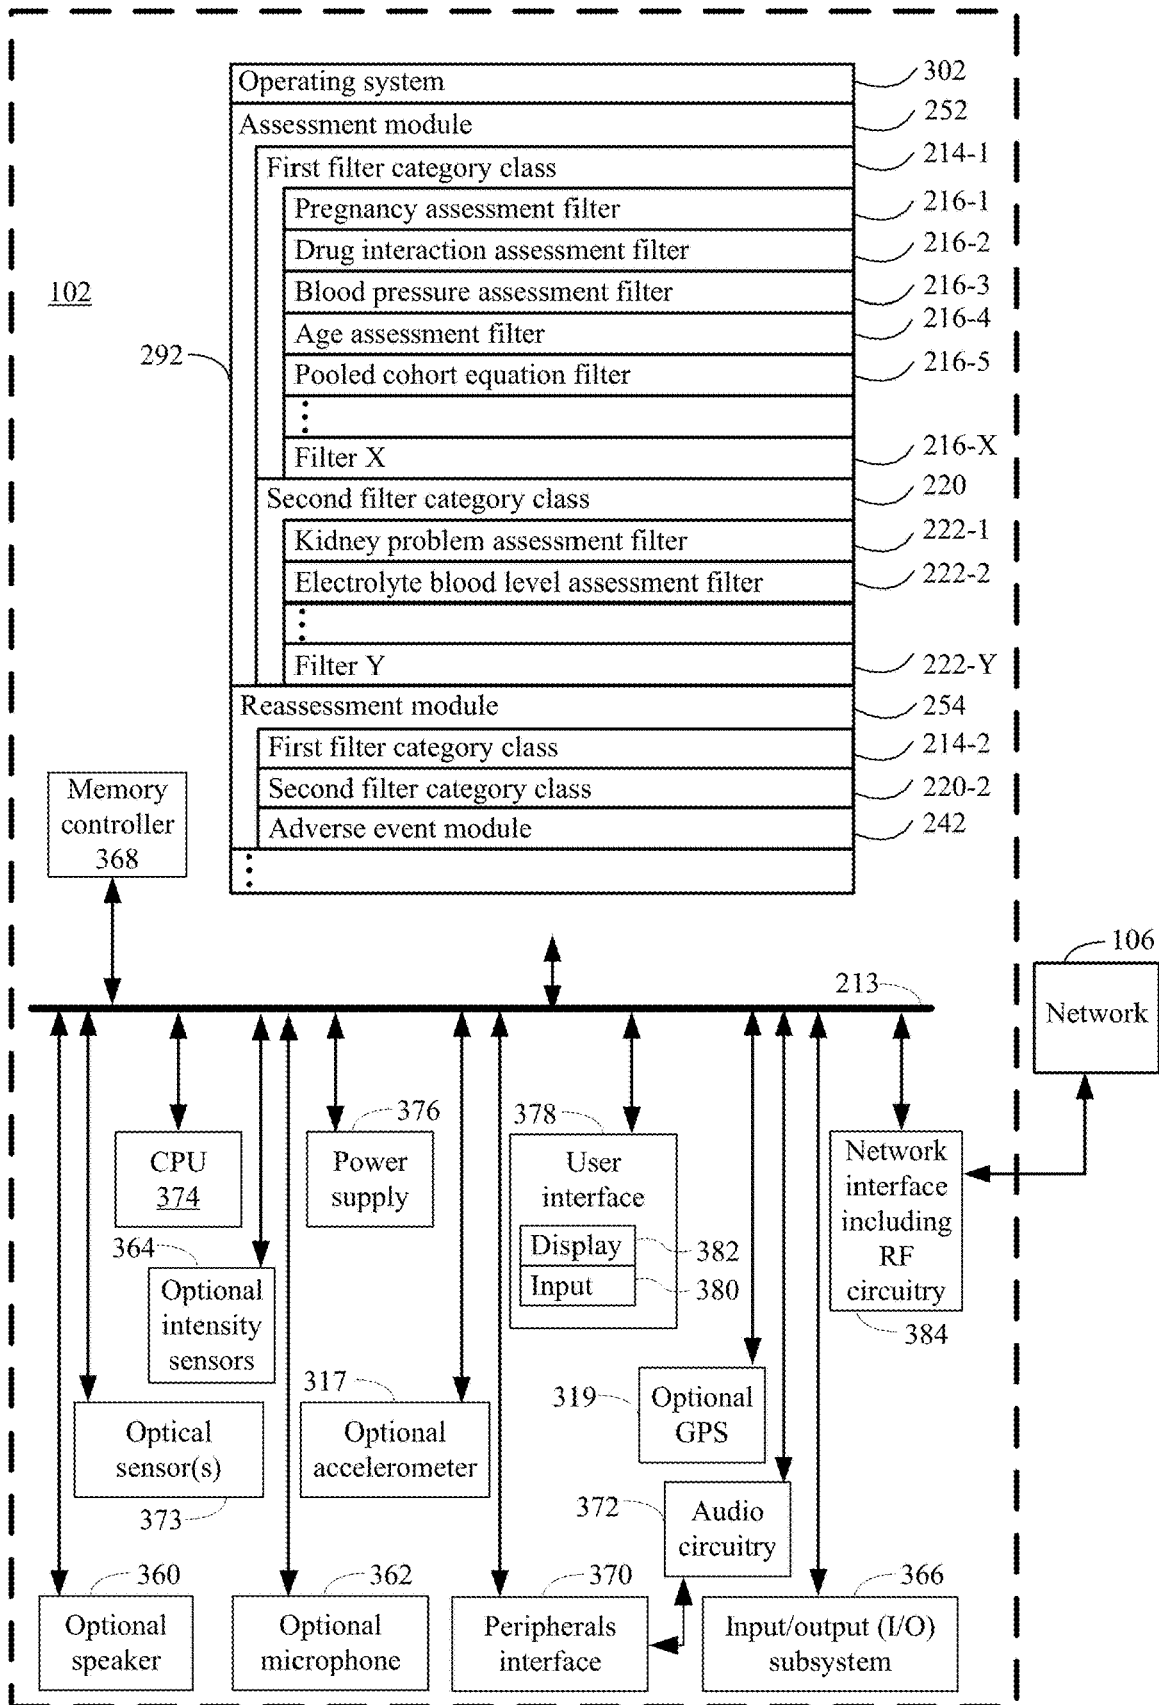 Operating system
302
Assessment module
252
First filter category class
214-1
Pregnancy assessment filter
216-1
Drug interaction assessment filter
216-2
102
Blood pressure assessment filter
216-3
Age assessment filter
216-4
292
Pooled cohort equation filter
216-5
Filter X
216-X
Second filter category class
220
Kidney problem assessment filter
222-1
Electrolyte blood level assessment filter
222-2
Filter Y
222-Y
Reassessment module
254
First filter category class
214-2
Second filter category class
220-2
Adverse event module
242
Memory
controller
368
106
Network
213
CPU
374
376
Power
supply
378
User
interface
Display
382
Input
380
Network
interface
including
RF
circuitry
384
364
Optional
intensity
sensors
Optical
sensor(s)
373
317
Optional
accelerometer
319
Optional
GPS
372
Audio
circuitry
360
Optional
speaker
362
Optional
microphone
370
Peripherals
interface
366
Input/output (I/O)
subsystem